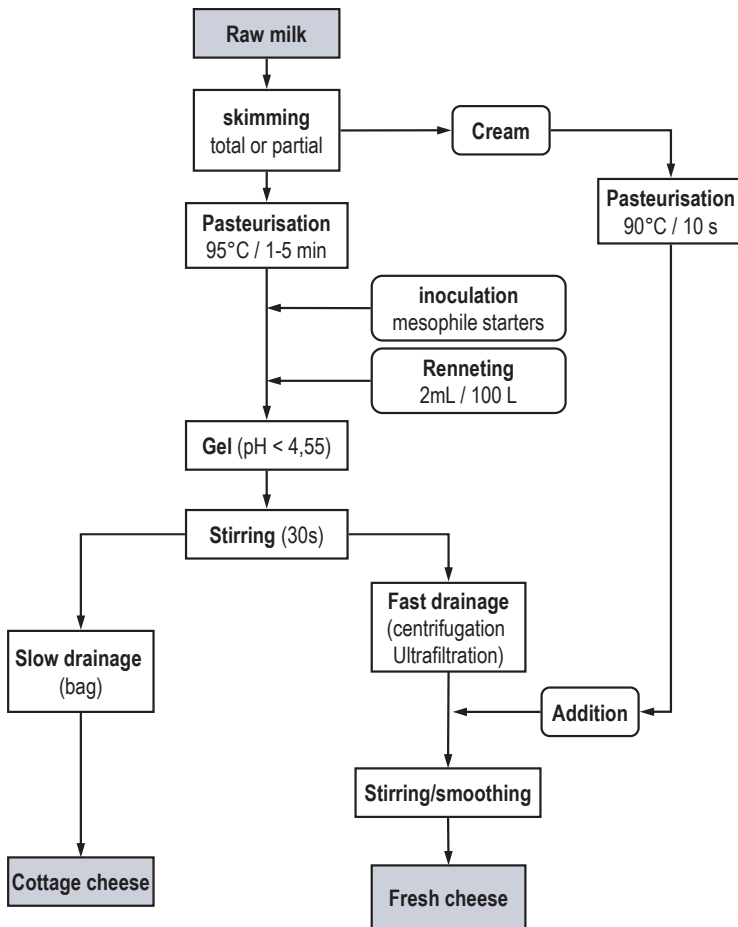 Raw milk
skimming
total or partial
Cream
Pasteurisation
95°C / 1-5 min
Pasteurisation
90°C / 10 s
inoculation
mesophile starters
Renneting
2mL / 100 L
Gel (pH < 4,55)
Stirring (30s)
Slow drainage
(bag)
Fast drainage
(centrifugation
Ultrafiltration)
Addition
Stirring/smoothing
Cottage cheese
Fresh cheese